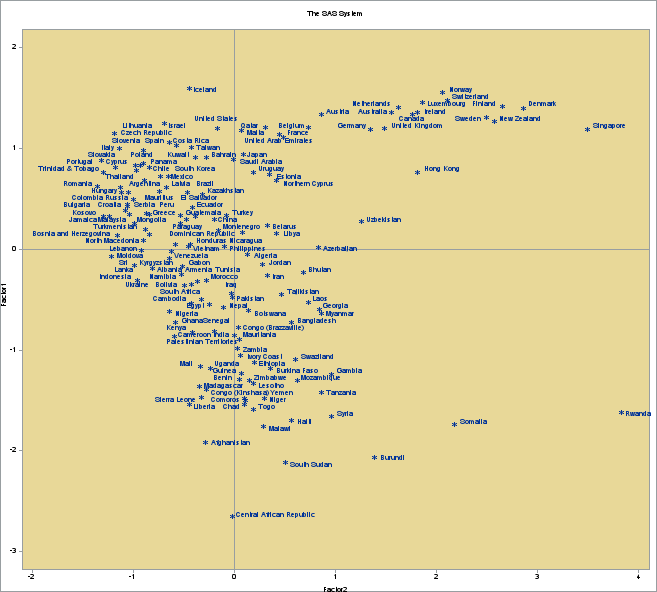 The SAS System
2
Iceland
Norway
Switzerland
Netherlands
Luxembourg Finland
Denmark
Austria
Australia
Ireland
United States
Canada
Sweden
New Zealand
Lithuania
Israel
Qatar
Belgium
Germany
United Kingdom
Singapore
Czech Republic
Malta
France
Slovenia Spain
Costa Rica
United Arab Emirates
1
Italy
Taiwan
Slovakia
Poland
Kuwait
Bahrain
Japan
Portugal
Cyprus
Panama
Saudi Arabia
Trinidad & Tobago
Chile South Korea
Uruguay
Hong Kong
Thailand
Mexico
Estonia
Romania
Argentina
Latvia Brazil
Northern Cyprus
Hungary
Kazakhstan
Colombia Russia
Mauritius
El Salvador
Bulgaria
Croatia
Serbia Peru
Ecuador
Kosovo
Greece
Guatemala
Turkey
Jamaica
Malaysia
Mongolia
China
Uzbekistan
Turkmenistan
Paraguay
Montenegro
Belarus
Bosnia and Herzegovina
Dominican Republic
Libya
North Macedonia
Honduras
Nicaragua
0
Lebanon
Vietnam
Philippines
Azerbaijan
Moldova
Venezuela
Algeria
Sri
Kyrgyzstan
Gabon
Jordan
Lanka
Albania
Armenia
Tunisia
Bhutan
Indonesia
Namibia
Morocco
Iran
Ukraine
Bolivia
Iraq
South Africa
Tajikistan
Cambodia
Pakistan
Laos
Egypt
Nepal
Georgia
Nigeria
Botswana
Myanmar
Ghana
Senegal
Bangladesh
Kenya
Congo (Brazzaville)
Cameroon
India
Mauritania
Palestinian Territories
-1
Zambia
Ivory Coast
Swaziland
Mali
Uganda
Ethiopia
Guinea
Burkina Faso
Gambia
Benin
Zimbabwe
Mozambique
Madagascar
Lesotho
Congo (Kinshasa)
Yemen
Tanzania
Sierra Leone
Comoros
Niger
Liberia
Chad
Togo
Syria
Rwanda
Haiti
Somalia
Malawi
Afghanistan
-2
South Sudan
Burundi
Central African Republic
-3
-2
-1
0
1
2
3
4
Factor1
Factor2